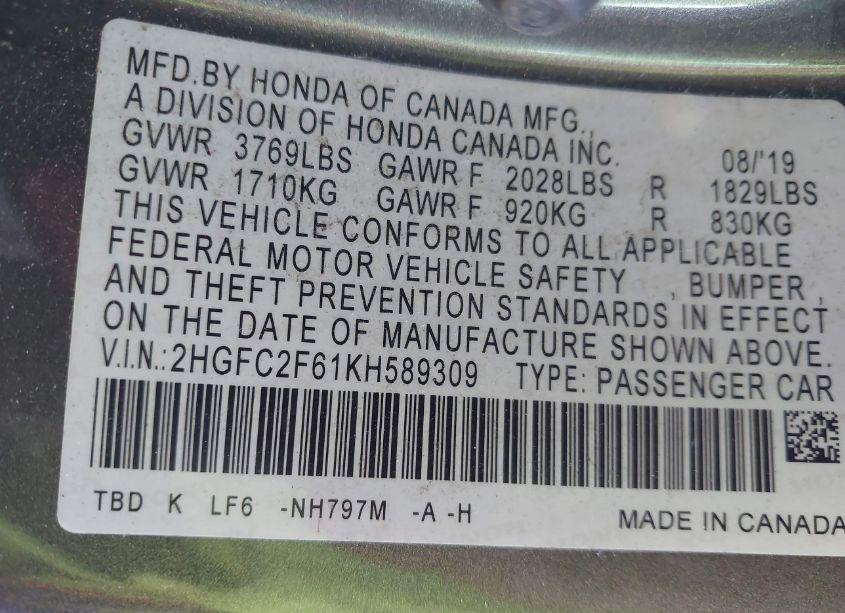 MFD.BY HONDA OF CANADA MFG.,
A DIVISION OF HONDA CANADA INC. 08/'19
GVWR 3769LBS GAWR F 2028LBS R 1829LBS
GVWR 1710KG GAWR F 920KG R 830KG
THIS VEHICLE CONFORMS TO ALL APPLICABLE
FEDERAL MOTOR VEHICLE SAFETY , BUMPER ,
AND THEFT PREVENTION STANDARDS IN EFFECT
ON THE DATE OF MANUFACTURE SHOWN ABOVE.
V.I.N.:2HGFC2F61KH589309 TYPE: PASSENGER CAR
TBD K LF6 -NH797M -A -H
MADE IN CANADA